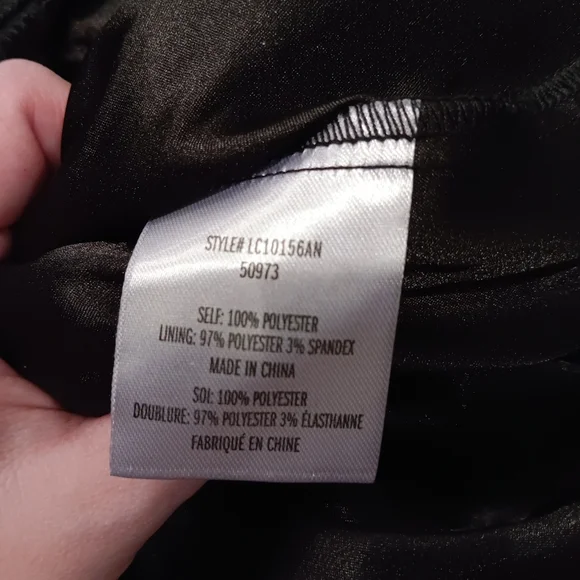 STYLE# LC10156AN
50973
SELF: 100% POLYESTER
LINING: 97% POLYESTER 3% SPANDEX
MADE IN CHINA
SOI: 100% POLYESTER
DOUBLURE: 97% POLYESTER 3% ÉLASTHANNE
FABRIQUÉ EN CHINE